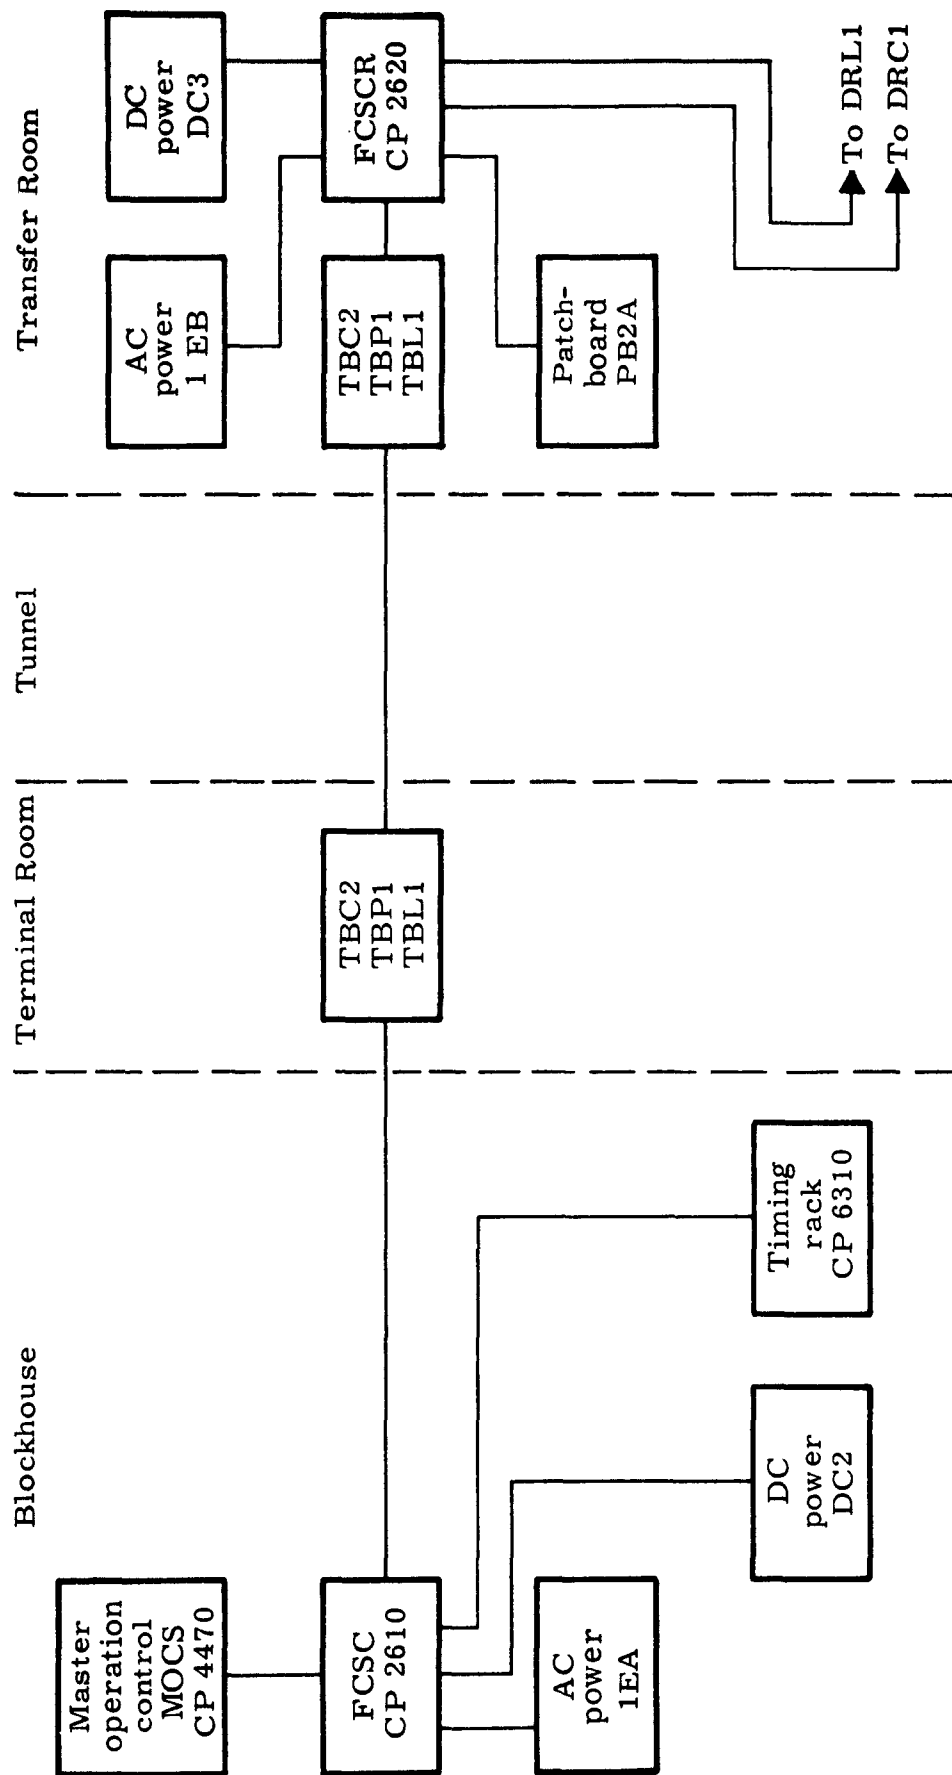 Blockhouse
Terminal Room
Tunnel
Transfer Room
Master
operation
control
MOCS
CP 4470
FCSC
CP 2610
AC
power
1EA
DC
power
DC2
Timing
rack
CP 6310
TBC2
TBP1
TBL1
AC
power
1 EB
DC
power
DC3
TBC2
TBP1
TBL1
FCSCR
CP 2620
Patch-
board
PB2A
To DRL1
To DRC1